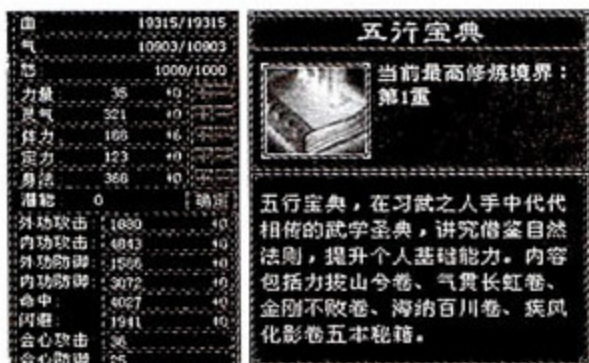 血 19315/19315
气 10903/10903
怒 1000/1000
力量 35 +0
灵气 321 +0
体力 188 +6
定力 123 +0
身法 366 +0
潜能 0 确定
外功攻击: 1830 +0
内功攻击: 4843 +0
外功防御: 1586 +0
内功防御: 3072 +0
命中: 4027 +0
闪避: 1941 +0
会心攻击 36
会心防御 25
五行宝典
当前最高修炼境界：
第1重
五行宝典，在习武之人手中代代
相传的武学圣典，讲究借鉴自然
法则，提升个人基础能力。内容
包括力拔山兮卷、气贯长虹卷、
金刚不败卷、海纳百川卷、疾风
化影卷五本秘籍。